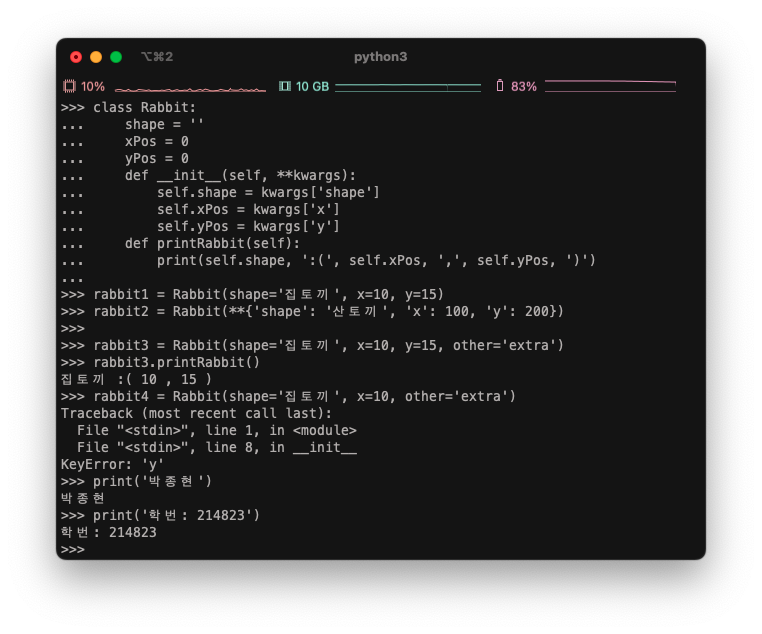 ⌥⌘2 python3
10% 10 GB 83%
>>> class Rabbit:
...     shape = ''
...     xPos = 0
...     yPos = 0
...     def __init__(self, **kwargs):
...         self.shape = kwargs['shape']
...         self.xPos = kwargs['x']
...         self.yPos = kwargs['y']
...     def printRabbit(self):
...         print(self.shape, ':(', self.xPos, ',', self.yPos, ')')
...
>>> rabbit1 = Rabbit(shape='집토끼', x=10, y=15)
>>> rabbit2 = Rabbit(**{'shape': '산토끼', 'x': 100, 'y': 200})
>>>
>>> rabbit3 = Rabbit(shape='집토끼', x=10, y=15, other='extra')
>>> rabbit3.printRabbit()
집토끼 :( 10 , 15 )
>>> rabbit4 = Rabbit(shape='집토끼', x=10, other='extra')
Traceback (most recent call last):
  File "<stdin>", line 1, in <module>
  File "<stdin>", line 8, in __init__
KeyError: 'y'
>>> print('박종현')
박종현
>>> print('학번: 214823')
학번: 214823
>>>